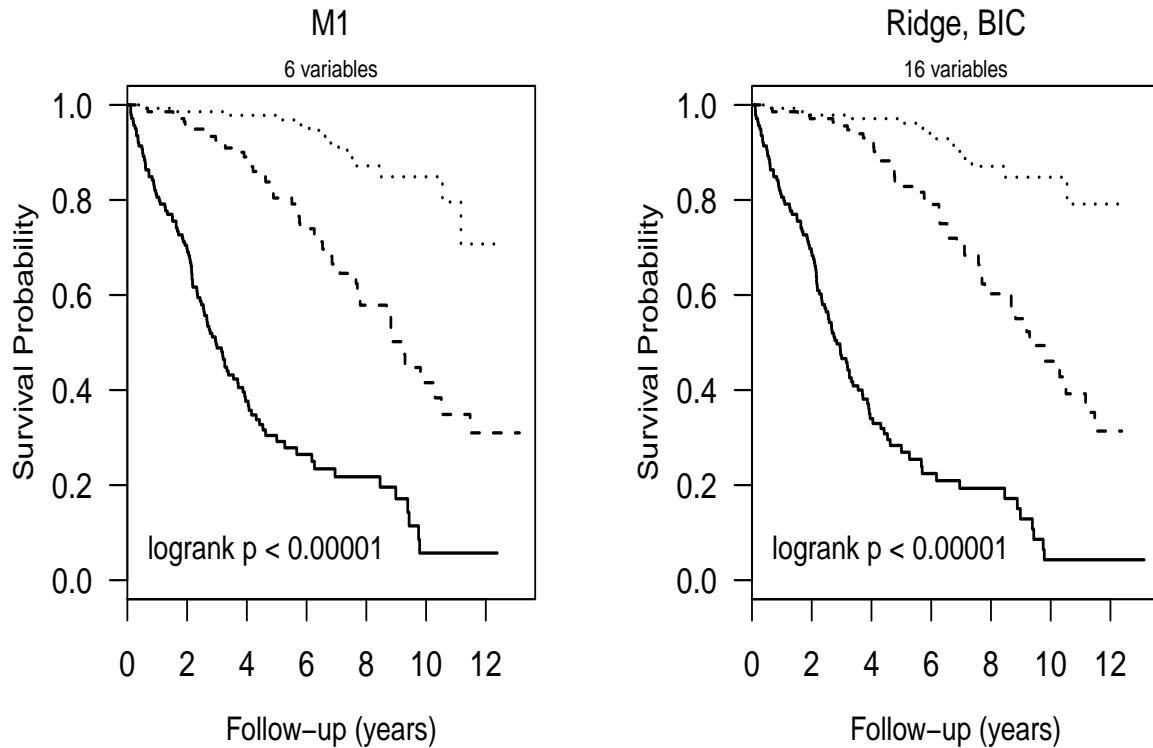 M1
6 variables
Survival Probability
1.0
0.8
0.6
0.4
0.2
0.0
logrank p < 0.00001
0 2 4 6 8 10 12
Follow−up (years)
Ridge, BIC
16 variables
Survival Probability
1.0
0.8
0.6
0.4
0.2
0.0
logrank p < 0.00001
0 2 4 6 8 10 12
Follow−up (years)